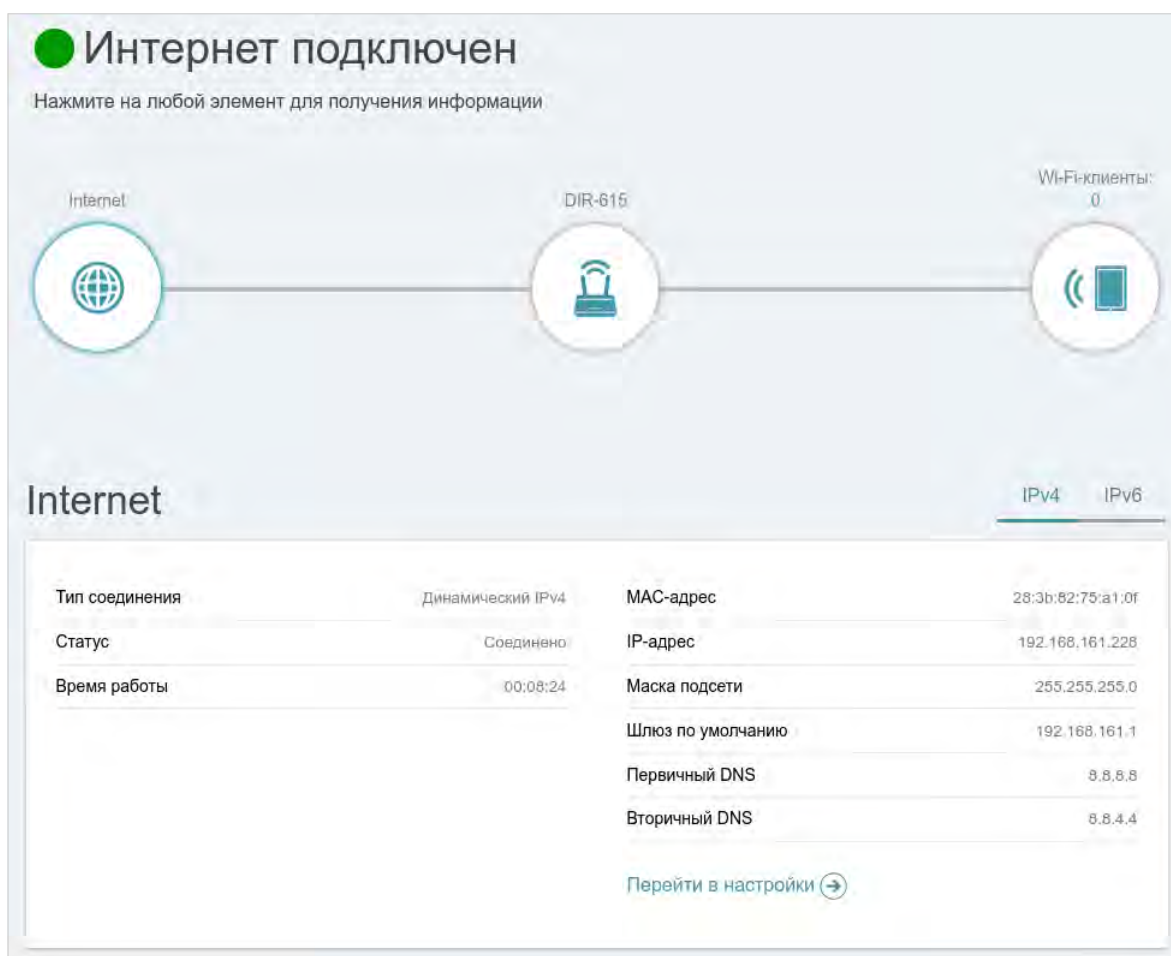 Интернет подключен
Нажмите на любой элемент для получения информации
Internet
DIR-615
Wi-Fi-клиенты:
0
Internet
IPv4 IPv6
Тип соединения Динамический IPv4
Статус Соединено
Время работы 00:08:24
MAC-адрес 28:3b:82:75:a1:0f
IP-адрес 192.168.161.228
Маска подсети 255.255.255.0
Шлюз по умолчанию 192.168.161.1
Первичный DNS 8.8.8.8
Вторичный DNS 8.8.4.4
Перейти в настройки